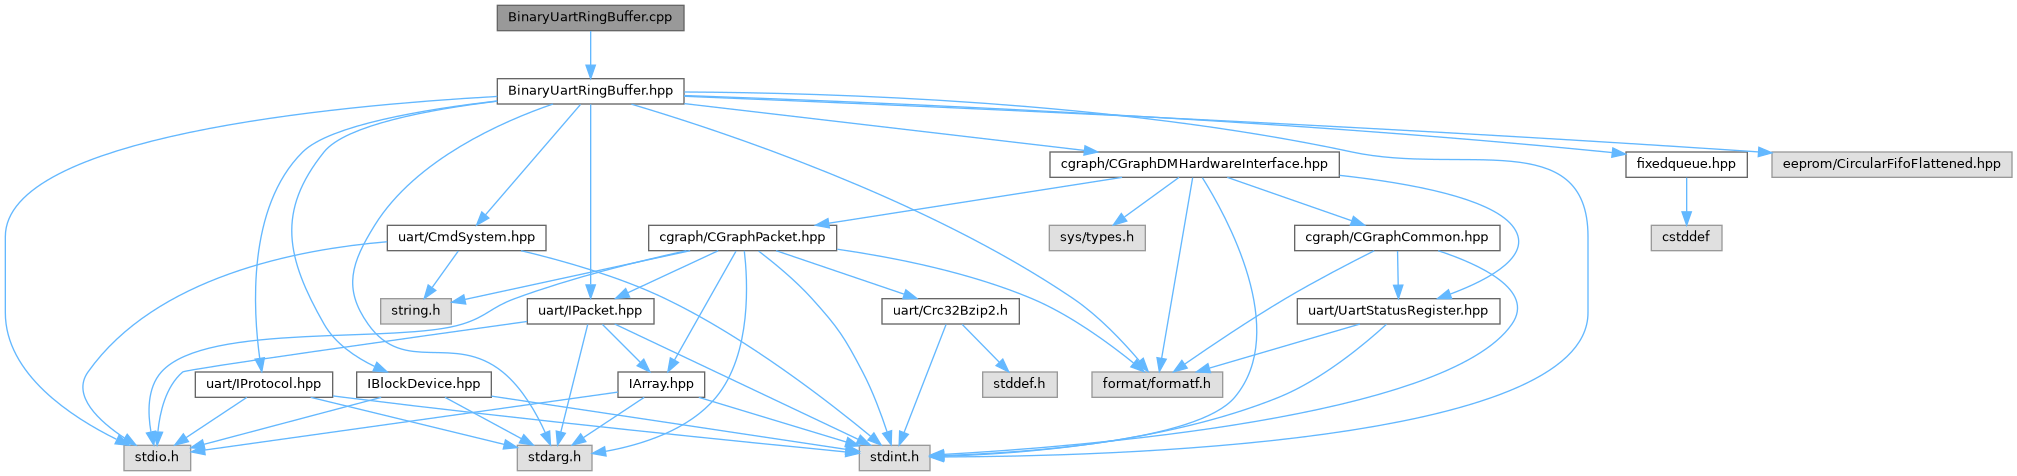 BinaryUartRingBuffer.cpp
BinaryUartRingBuffer.hpp
cgraph/CGraphDMHardwareInterface.hpp
fixedqueue.hpp
eeprom/CircularFifoFlattened.hpp
uart/CmdSystem.hpp
cgraph/CGraphPacket.hpp
sys/types.h
cgraph/CGraphCommon.hpp
cstddef
string.h
uart/IPacket.hpp
uart/Crc32Bzip2.h
uart/UartStatusRegister.hpp
uart/IProtocol.hpp
IBlockDevice.hpp
IArray.hpp
stddef.h
format/formatf.h
stdio.h
stdarg.h
stdint.h